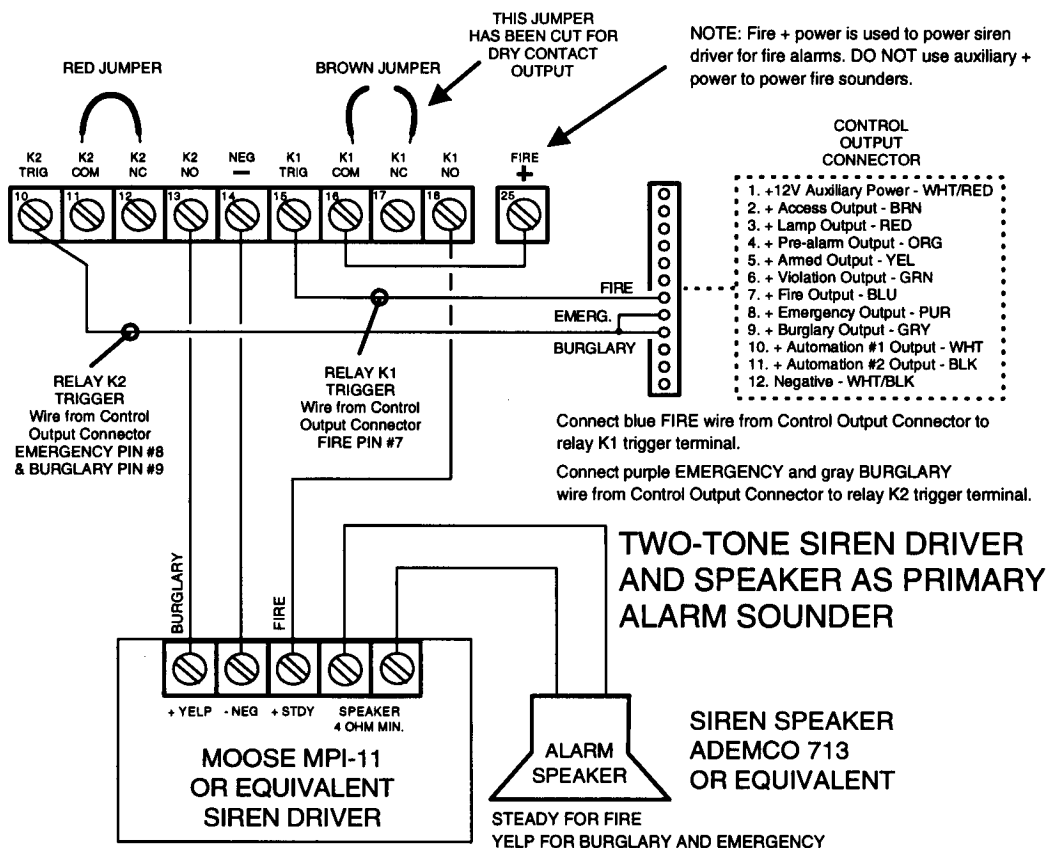 THIS JUMPER
HAS BEEN CUT FOR
DRY CONTACT
OUTPUT
NOTE: Fire + power is used to power siren
driver for fire alarms. DO NOT use auxiliary +
power to power fire sounders.
RED JUMPER
BROWN JUMPER
K2 TRIG
K2 COM
K2 NC
K2 NO
NEG −
K1 TRIG
K1 COM
K1 NC
K1 NO
FIRE +
10
11
12
13
14
15
16
17
18
25
CONTROL
OUTPUT
CONNECTOR
1. +12V Auxiliary Power - WHT/RED
2. + Access Output - BRN
3. + Lamp Output - RED
4. + Pre-alarm Output - ORG
5. + Armed Output - YEL
6. + Violation Output - GRN
7. + Fire Output - BLU
8. + Emergency Output - PUR
9. + Burglary Output - GRY
10. + Automation #1 Output - WHT
11. + Automation #2 Output - BLK
12. Negative - WHT/BLK
FIRE
EMERG.
BURGLARY
RELAY K2
TRIGGER
Wire from Control
Output Connector
EMERGENCY PIN #8
& BURGLARY PIN #9
RELAY K1
TRIGGER
Wire from Control
Output Connector
FIRE PIN #7
Connect blue FIRE wire from Control Output Connector to
relay K1 trigger terminal.
Connect purple EMERGENCY and gray BURGLARY
wire from Control Output Connector to relay K2 trigger terminal.
TWO-TONE SIREN DRIVER
AND SPEAKER AS PRIMARY
ALARM SOUNDER
BURGLARY
FIRE
+ YELP
- NEG
+ STDY
SPEAKER
4 OHM MIN.
MOOSE MPI-11
OR EQUIVALENT
SIREN DRIVER
ALARM
SPEAKER
SIREN SPEAKER
ADEMCO 713
OR EQUIVALENT
STEADY FOR FIRE
YELP FOR BURGLARY AND EMERGENCY